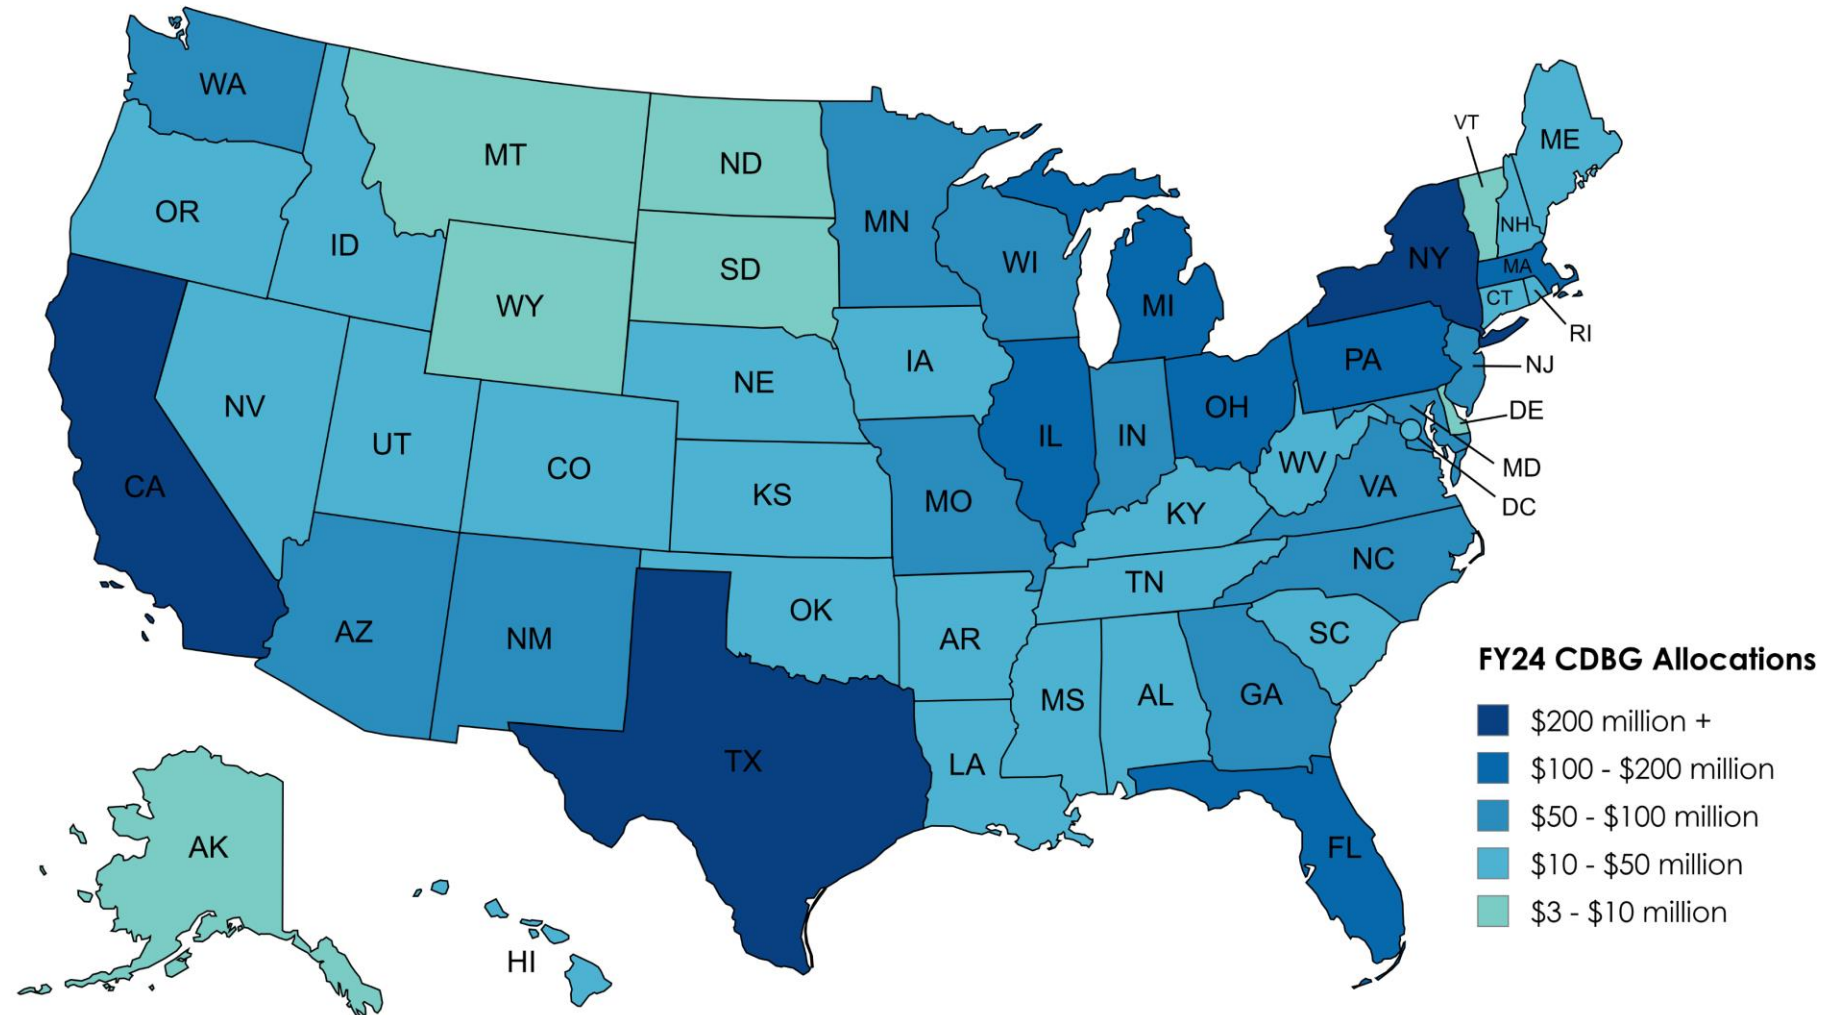 WA
MT
ND
VT
ME
OR
ID
MN
NH
SD
WI
NY
MA
WY
MI
CT
RI
IA
PA
NJ
NE
NV
OH
DE
UT
IL
IN
CO
WV
MD
CA
KS
MO
VA
DC
KY
NC
TN
OK
AZ
NM
AR
SC
MS
AL
GA
TX
LA
AK
FL
HI
FY24 CDBG Allocations
$200 million +
$100 - $200 million
$50 - $100 million
$10 - $50 million
$3 - $10 million